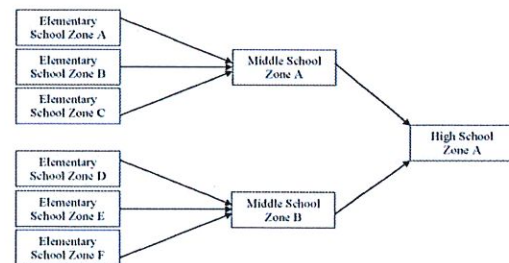 Elementary
School Zone A
Elementary
School Zone B
Elementary
School Zone C
Middle School
Zone A
High School
Zone A
Elementary
School Zone D
Elementary
School Zone E
Elementary
School Zone F
Middle School
Zone B